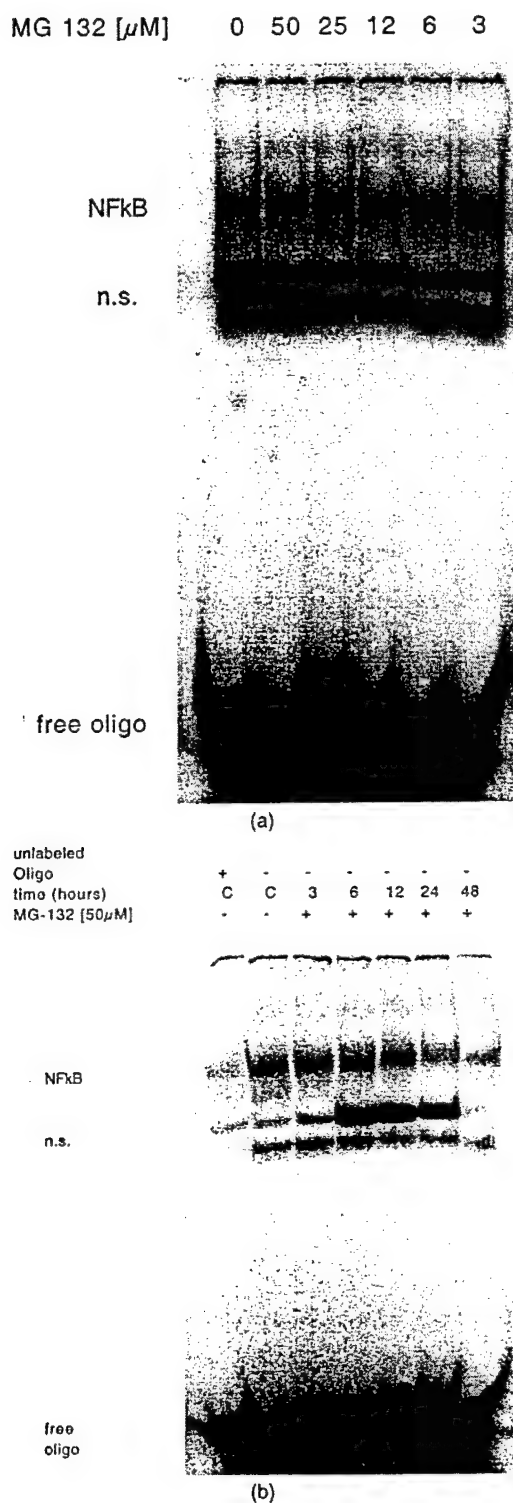 MG 132 [µM] 0 50 25 12 6 3
NFkB
n.s.
free oligo
(a)
unlabeled
Oligo + - - - - - -
timo (hours) C C 3 6 12 24 48
MG-132 [50µM] - - + + + + +
NFkB
n.s.
free
oligo
(b)